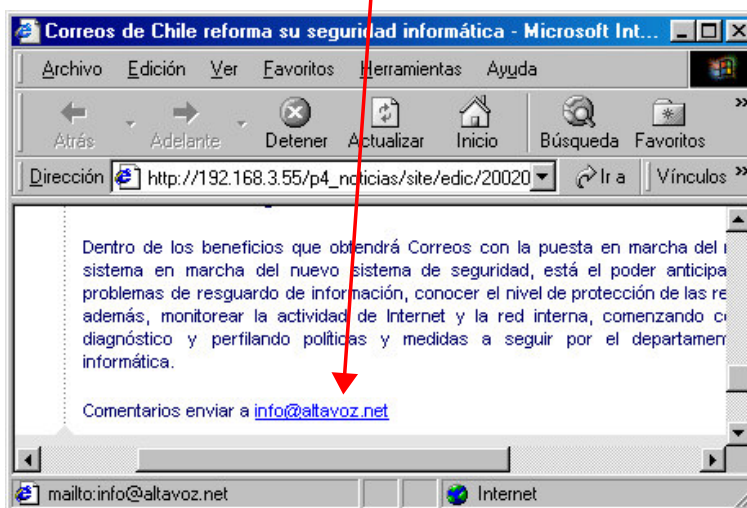 Correos de Chile reforma su seguridad informática - Microsoft Int...
Archivo Edición Ver Favoritos Herramientas Ayuda
Atrás Adelante Detener Actualizar Inicio Búsqueda Favoritos »
Dirección http://192.168.3.55/p4_noticias/site/edic/20020 Ir a Vínculos »
Dentro de los beneficios que obtendrá Correos con la puesta en marcha del
sistema en marcha del nuevo sistema de seguridad, está el poder anticipa
problemas de resguardo de información, conocer el nivel de protección de las re
además, monitorear la actividad de Internet y la red interna, comenzando
diagnóstico y perfilando políticas y medidas a seguir por el departamen
informática.
Comentarios enviar a info@altavoz.net
mailto:info@altavoz.net Internet